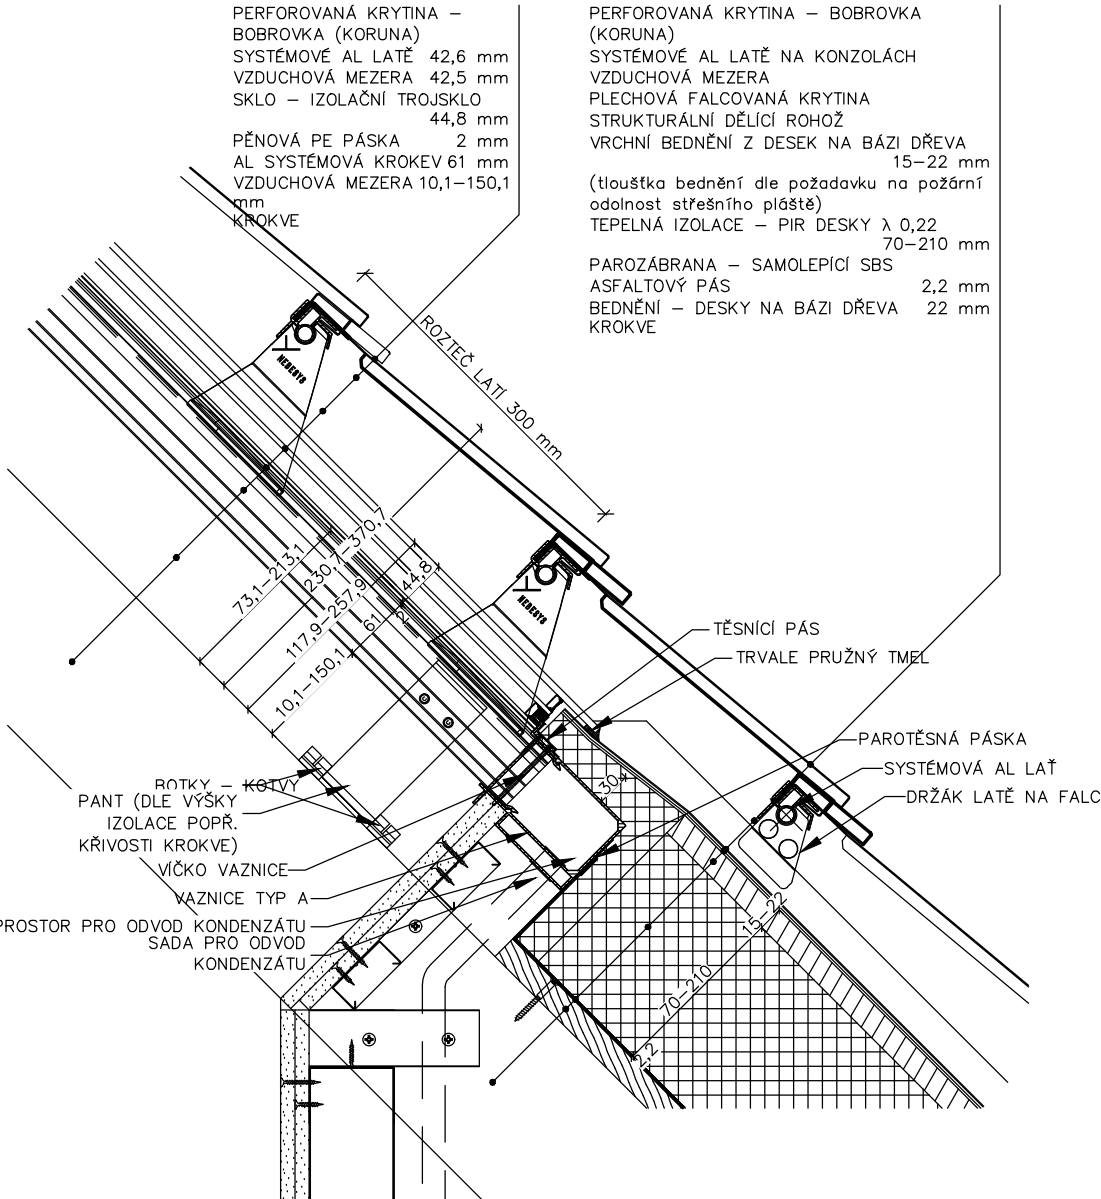 PERFOROVANÁ KRYTINA –
BOBROVKA (KORUNA)
SYSTÉMOVÉ AL LATĚ 42,6 mm
VZDUCHOVÁ MEZERA 42,5 mm
SKLO – IZOLAČNÍ TROJSKLO
44,8 mm
PĚNOVÁ PE PÁSKA 2 mm
AL SYSTÉMOVÁ KROKEV 61 mm
VZDUCHOVÁ MEZERA 10,1–150,1
mm
KROKVE
PERFOROVANÁ KRYTINA – BOBROVKA
(KORUNA)
SYSTÉMOVÉ AL LATĚ NA KONZOLÁCH
VZDUCHOVÁ MEZERA
PLECHOVÁ FALCOVANÁ KRYTINA
STRUKTURÁLNÍ DĚLÍCÍ ROHOŽ
VRCHNÍ BEDNĚNÍ Z DESEK NA BÁZI DŘEVA
15–22 mm
(tloušťka bednění dle požadavku na požární
odolnost střešního pláště)
TEPELNÁ IZOLACE – PIR DESKY λ 0,22
70–210 mm
PAROZÁBRANA – SAMOLEPÍCÍ SBS
ASFALTOVÝ PÁS 2,2 mm
BEDNĚNÍ – DESKY NA BÁZI DŘEVA 22 mm
KROKVE
ROZTEČ LATÍ 300 mm
NEBESYS
NEBESYS
73,1–213,1
230,7–370,7
117,9–257,9
44,8
61
2
10,1–150,1
TĚSNÍCÍ PÁS
TRVALE PRUŽNÝ TMEL
PAROTĚSNÁ PÁSKA
SYSTÉMOVÁ AL LAŤ
DRŽÁK LATĚ NA FALC
30
BOTKY – KOTVY
PANT (DLE VÝŠKY
IZOLACE POPŘ.
KŘIVOSTI KROKVE)
VÍČKO VAZNICE
VAZNICE TYP A
PROSTOR PRO ODVOD KONDENZÁTU
SADA PRO ODVOD
KONDENZÁTU
15–22
70–210
2,2